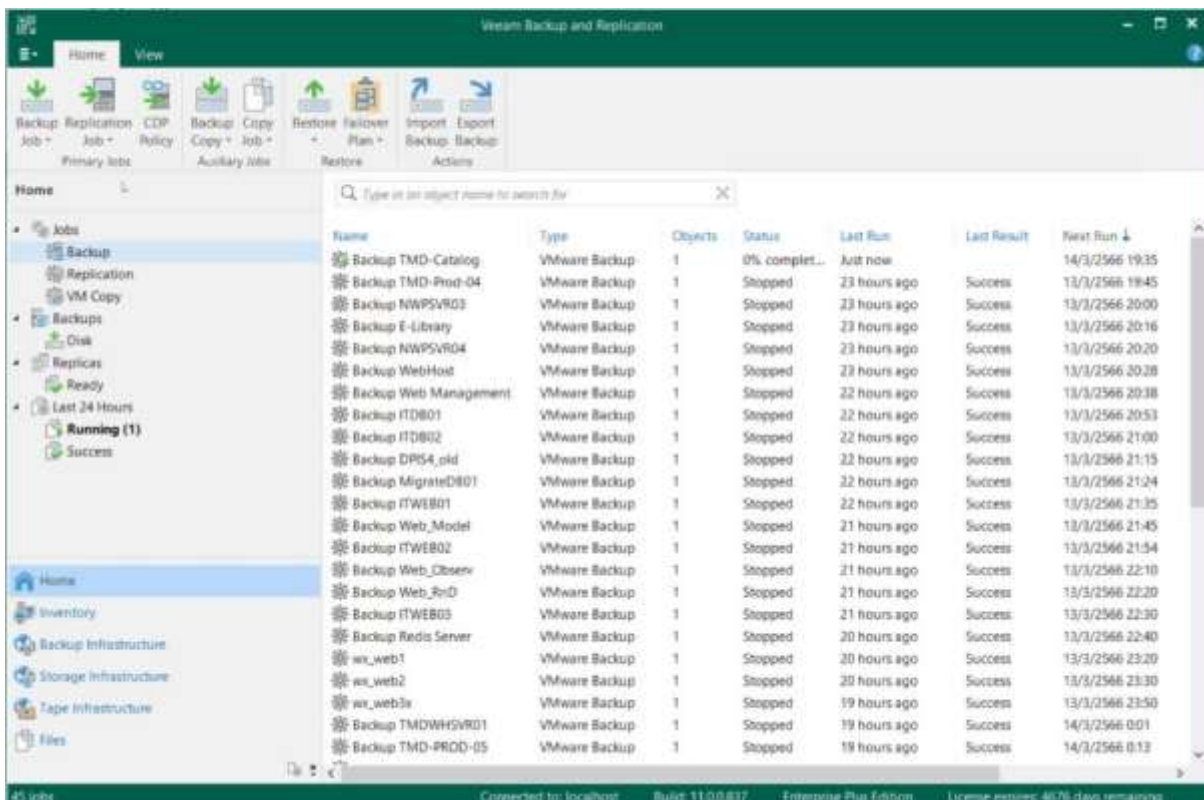 Veeam Backup and Replication
Home View
Backup Job Replication Job CDP Policy Backup Copy Copy Job Restore Failover Plan Import Backup Export Backup
Primary Jobs Auxiliary Jobs Restore Actions
Home
Type in an object name to search for
Jobs
Backup
Replication
VM Copy
Backups
Disk
Replicas
Ready
Last 24 Hours
Running (1)
Success
Home
Inventory
Backup Infrastructure
Storage Infrastructure
Tape Infrastructure
Files
Name Type Objects Status Last Run Last Result Next Run
Backup TMD-Catalog VMware Backup 1 0% complet... Just now 14/3/2566 19:35
Backup TMD-Prod-04 VMware Backup 1 Stopped 23 hours ago Success 13/3/2566 19:45
Backup NWPSVR03 VMware Backup 1 Stopped 23 hours ago Success 13/3/2566 20:00
Backup E-Library VMware Backup 1 Stopped 23 hours ago Success 13/3/2566 20:16
Backup NWPSVR04 VMware Backup 1 Stopped 23 hours ago Success 13/3/2566 20:20
Backup WebHost VMware Backup 1 Stopped 23 hours ago Success 13/3/2566 20:28
Backup Web Management VMware Backup 1 Stopped 22 hours ago Success 13/3/2566 20:38
Backup ITDB01 VMware Backup 1 Stopped 22 hours ago Success 13/3/2566 20:53
Backup ITDB02 VMware Backup 1 Stopped 22 hours ago Success 13/3/2566 21:00
Backup DPIS4_old VMware Backup 1 Stopped 22 hours ago Success 13/3/2566 21:15
Backup MigrateDB01 VMware Backup 1 Stopped 22 hours ago Success 13/3/2566 21:24
Backup ITWEB01 VMware Backup 1 Stopped 22 hours ago Success 13/3/2566 21:35
Backup Web_Model VMware Backup 1 Stopped 21 hours ago Success 13/3/2566 21:45
Backup ITWEB02 VMware Backup 1 Stopped 21 hours ago Success 13/3/2566 21:54
Backup Web_Observ VMware Backup 1 Stopped 21 hours ago Success 13/3/2566 22:10
Backup Web_RnD VMware Backup 1 Stopped 21 hours ago Success 13/3/2566 22:20
Backup ITWEB03 VMware Backup 1 Stopped 21 hours ago Success 13/3/2566 22:30
Backup Redis Server VMware Backup 1 Stopped 20 hours ago Success 13/3/2566 22:40
wx_web1 VMware Backup 1 Stopped 20 hours ago Success 13/3/2566 23:20
wx_web2 VMware Backup 1 Stopped 20 hours ago Success 13/3/2566 23:30
wx_web3x VMware Backup 1 Stopped 19 hours ago Success 13/3/2566 23:50
Backup TMDWHSVR01 VMware Backup 1 Stopped 19 hours ago Success 14/3/2566 0:01
Backup TMD-PROD-05 VMware Backup 1 Stopped 19 hours ago Success 14/3/2566 0:13
45 jobs Connected to: localhost Build: 11.0.0.837 Enterprise Plus Edition License expires: 4676 days remaining